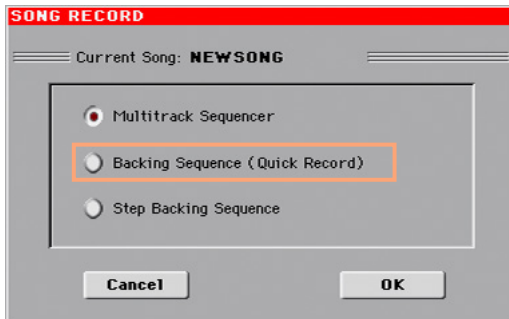 SONG RECORD
Current Song: NEWSONG
Multitrack Sequencer
Backing Sequence (Quick Record)
Step Backing Sequence
Cancel OK